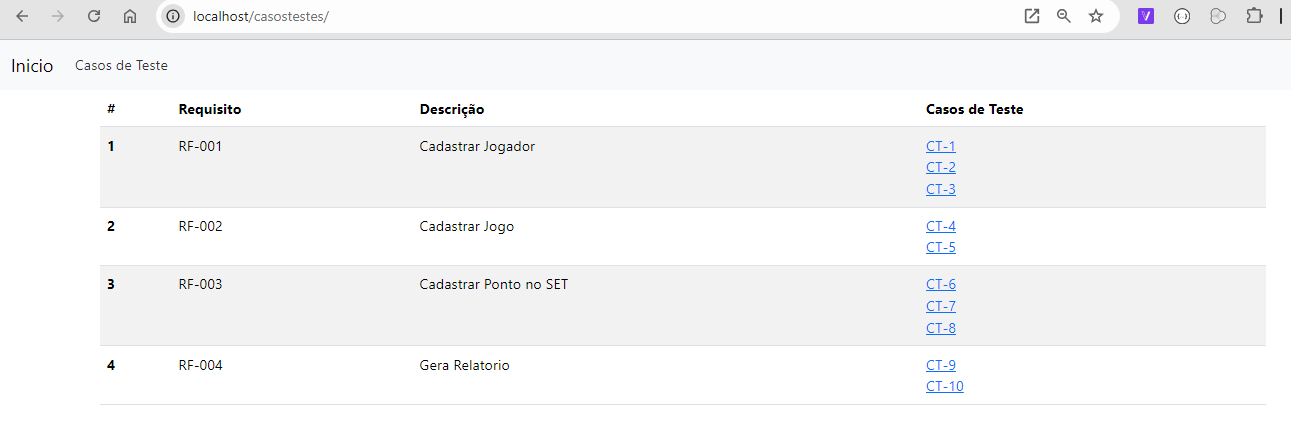 localhost/casostestes/
Inicio Casos de Teste
# Requisito Descrição Casos de Teste
1 RF-001 Cadastrar Jogador CT-1
CT-2
CT-3
2 RF-002 Cadastrar Jogo CT-4
CT-5
3 RF-003 Cadastrar Ponto no SET CT-6
CT-7
CT-8
4 RF-004 Gera Relatorio CT-9
CT-10